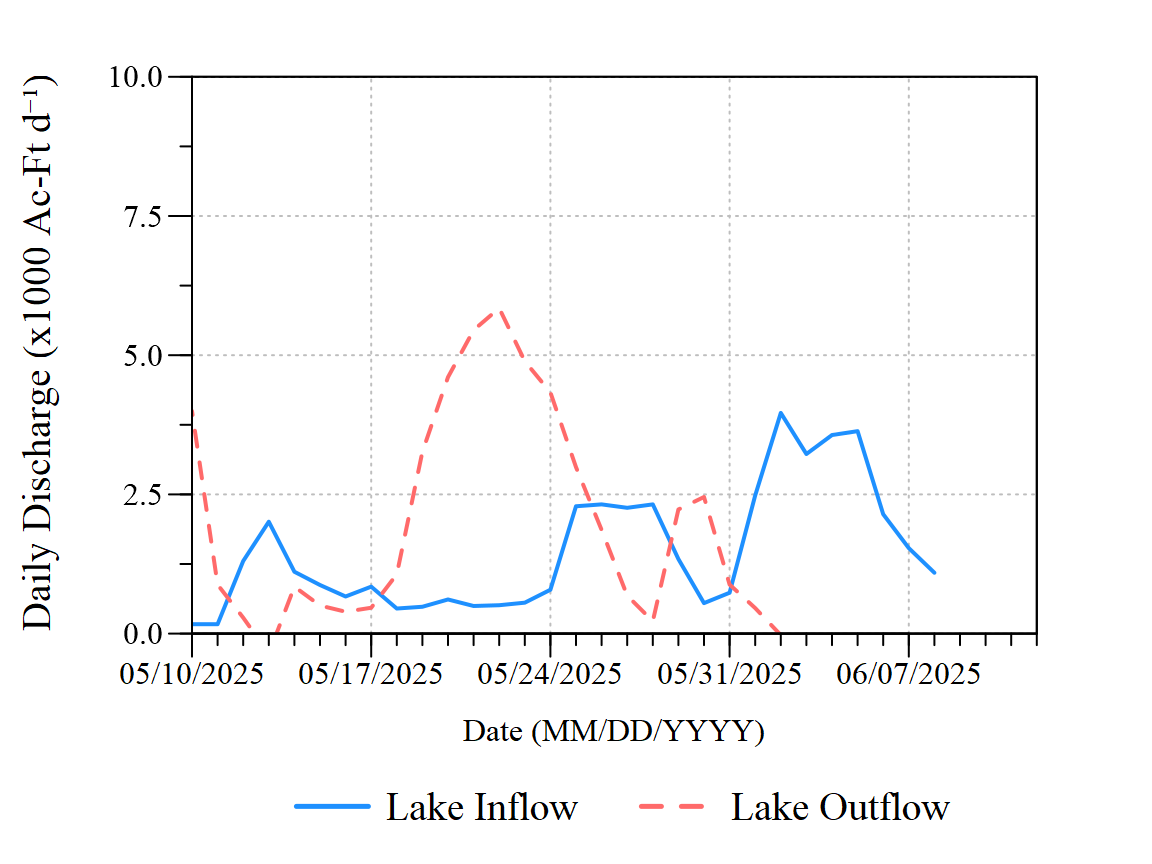 Daily Discharge (x1000 Ac-Ft d⁻¹)
10.0
7.5
5.0
2.5
0.0
05/10/2025 05/17/2025 05/24/2025 05/31/2025 06/07/2025
Date (MM/DD/YYYY)
Lake Inflow Lake Outflow